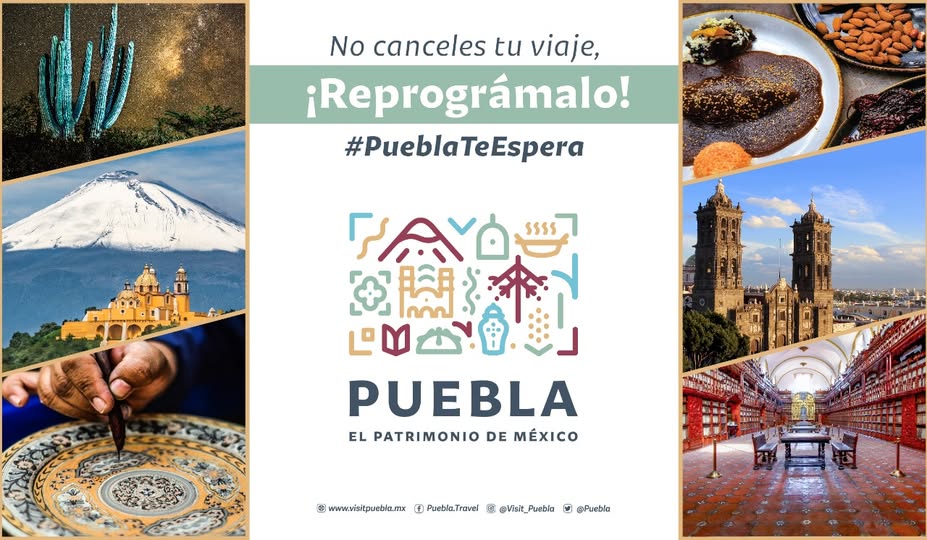 No canceles tu viaje,
¡Reprográmalo!
#PueblaTeEspera
PUEBLA
EL PATRIMONIO DE MÉXICO
www.visitpuebla.mx Puebla.Travel @Visit_Puebla @Puebla